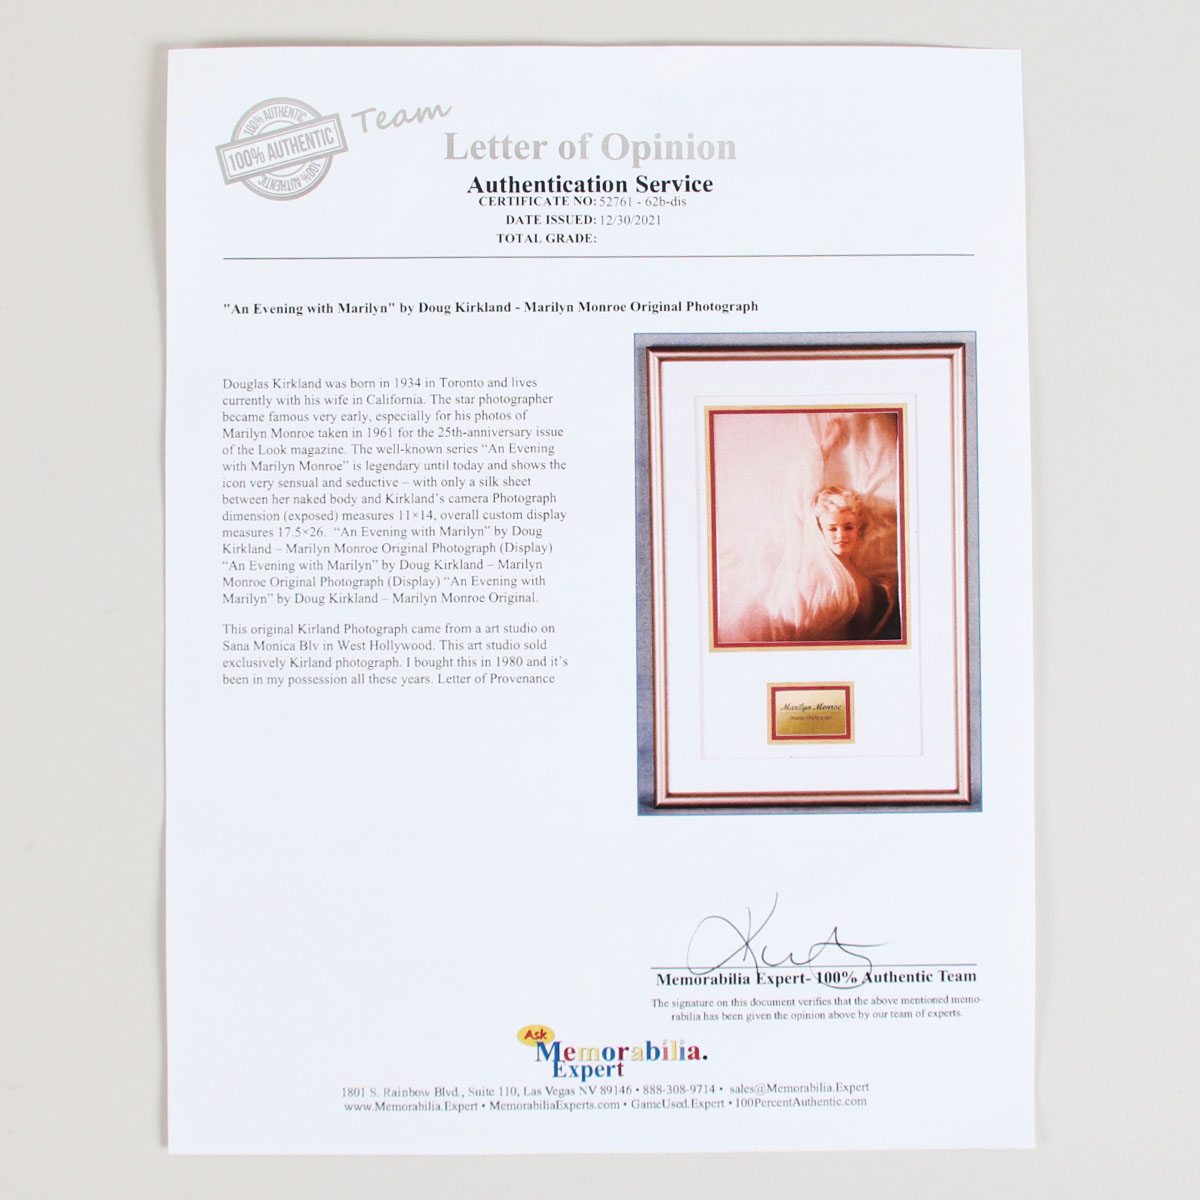 100% AUTHENTIC
100% AUTHENTIC
100% AUTHENTIC
Team
Letter of Opinion
Authentication Service
CERTIFICATE NO: 52761 - 62b-dis
DATE ISSUED: 12/30/2021
TOTAL GRADE:
"An Evening with Marilyn" by Doug Kirkland - Marilyn Monroe Original Photograph
Douglas Kirkland was born in 1934 in Toronto and lives
currently with his wife in California. The star photographer
became famous very early, especially for his photos of
Marilyn Monroe taken in 1961 for the 25th-anniversary issue
of the Look magazine. The well-known series “An Evening
with Marilyn Monroe” is legendary until today and shows the
icon very sensual and seductive – with only a silk sheet
between her naked body and Kirkland’s camera Photograph
dimension (exposed) measures 11×14, overall custom display
measures 17.5×26. “An Evening with Marilyn” by Doug
Kirkland – Marilyn Monroe Original Photograph (Display)
“An Evening with Marilyn” by Doug Kirkland – Marilyn
Monroe Original Photograph (Display) “An Evening with
Marilyn” by Doug Kirkland – Marilyn Monroe Original.
This original Kirland Photograph came from a art studio on
Sana Monica Blv in West Hollywood. This art studio sold
exclusively Kirland photograph. I bought this in 1980 and it’s
been in my possession all these years. Letter of Provenance
Marilyn Monroe
Memorabilia Expert- 100% Authentic Team
The signature on this document verifies that the above mentioned memo-
rabilia has been given the opinion above by our team of experts.
Ask
Memorabilia.
Expert
1801 S. Rainbow Blvd., Suite 110, Las Vegas NV 89146 • 888-308-9714 • sales@Memorabilia.Expert
www.Memorabilia.Expert • MemorabiliaExperts.com • GameUsed.Expert • 100PercentAuthentic.com